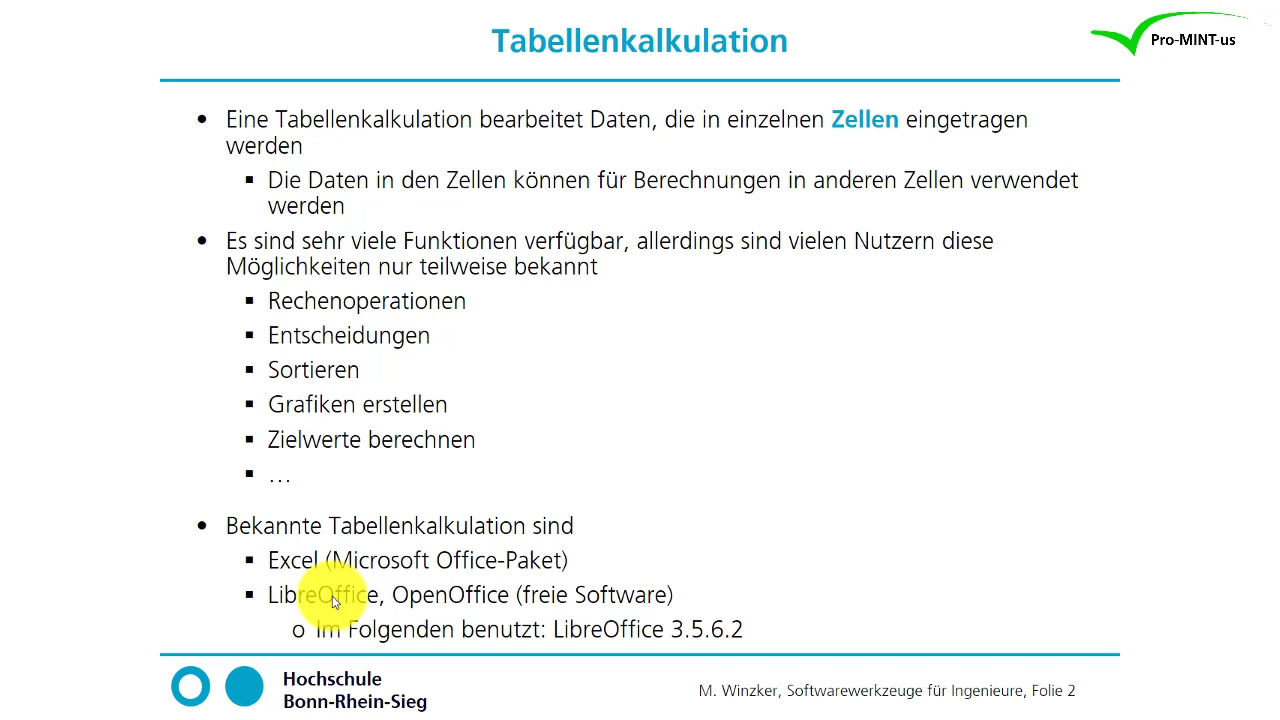 Tabellenkalkulation
Pro-MINT-us
• Eine Tabellenkalkulation bearbeitet Daten, die in einzelnen Zellen eingetragen
werden
▪ Die Daten in den Zellen können für Berechnungen in anderen Zellen verwendet
werden
• Es sind sehr viele Funktionen verfügbar, allerdings sind vielen Nutzern diese
Möglichkeiten nur teilweise bekannt
▪ Rechenoperationen
▪ Entscheidungen
▪ Sortieren
▪ Grafiken erstellen
▪ Zielwerte berechnen
▪ …
• Bekannte Tabellenkalkulation sind
▪ Excel (Microsoft Office-Paket)
▪ LibreOffice, OpenOffice (freie Software)
o Im Folgenden benutzt: LibreOffice 3.5.6.2
Hochschule
Bonn-Rhein-Sieg
M. Winzker, Softwarewerkzeuge für Ingenieure, Folie 2